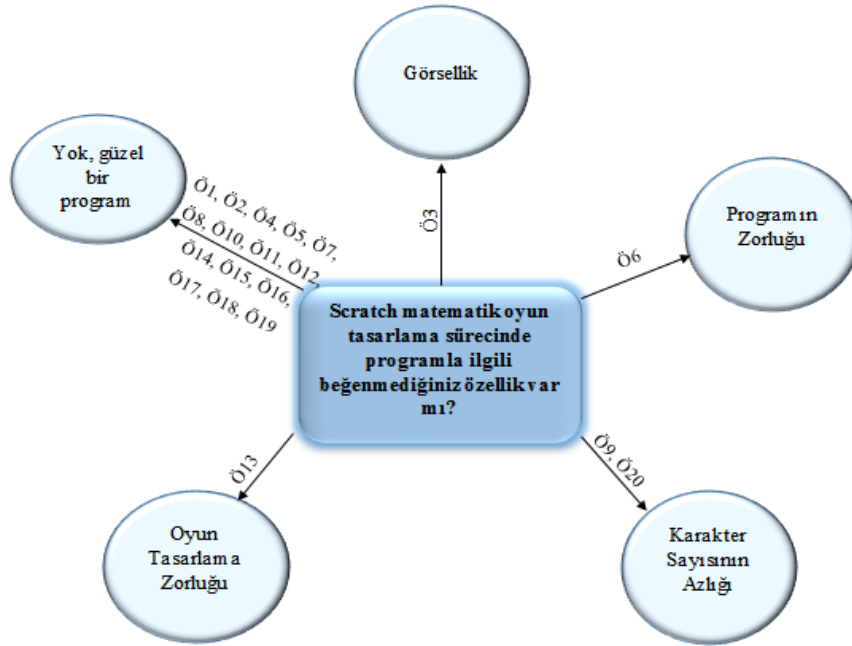 Görsellik
Yok, güzel
bir
program
Ö1, Ö2, Ö4, Ö5, Ö7,
Ö8, Ö10, Ö11, Ö12,
Ö14, Ö15, Ö16,
Ö17, Ö18, Ö19
Ö3
Programın
Zorluğu
Ö6
Scratch matematik oyun
tasarlama sürecinde
programla ilgili
beğenmediğiniz özellik var
mı?
Ö13
Ö9, Ö20
Oyun
Tasarlama
Zorluğu
Karakter
Sayısının
Azlığı